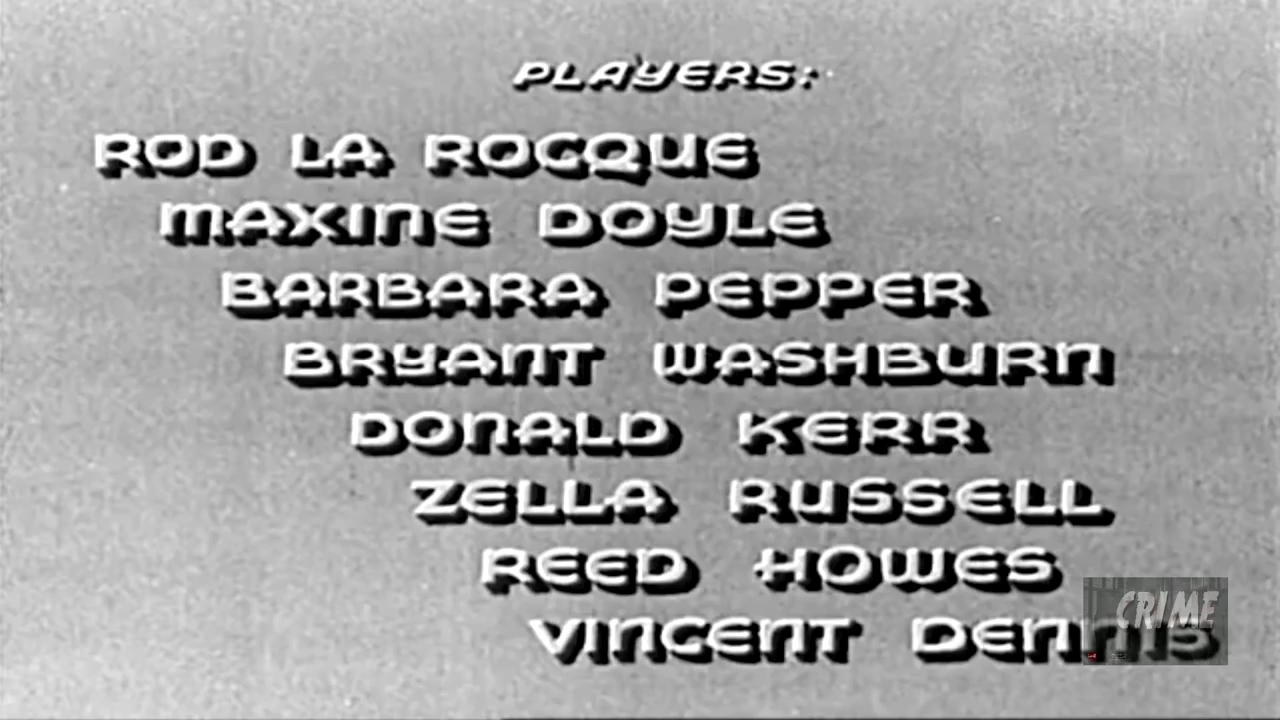 PLAYERS:
ROD LA ROCQUE
MAXINE DOYLE
BARBARA PEPPER
BRYANT WASHBURN
DONALD KERR
ZELLA RUSSELL
REED HOWES
VINCENT DENNIS
CRIME